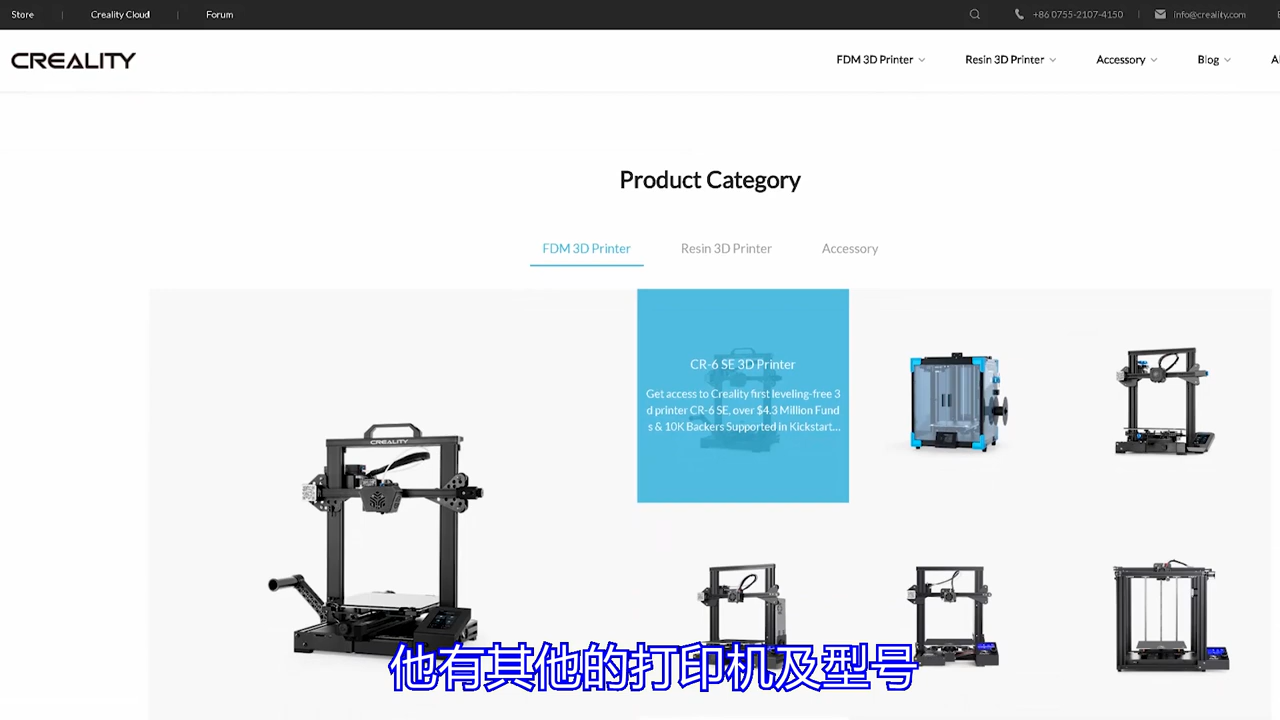 Store
Creality Cloud
Forum
+86 0755-2107-4150
info@creality.com
CREALITY
FDM 3D Printer
Resin 3D Printer
Accessory
Blog
Product Category
FDM 3D Printer
Resin 3D Printer
Accessory
CR-6 SE 3D Printer
Get access to Creality first leveling-free 3
d printer CR-6 SE, over $4.3 Million Fund
s & 10K Backers Supported in Kickstart...
CREALITY
他有其他的打印机及型号